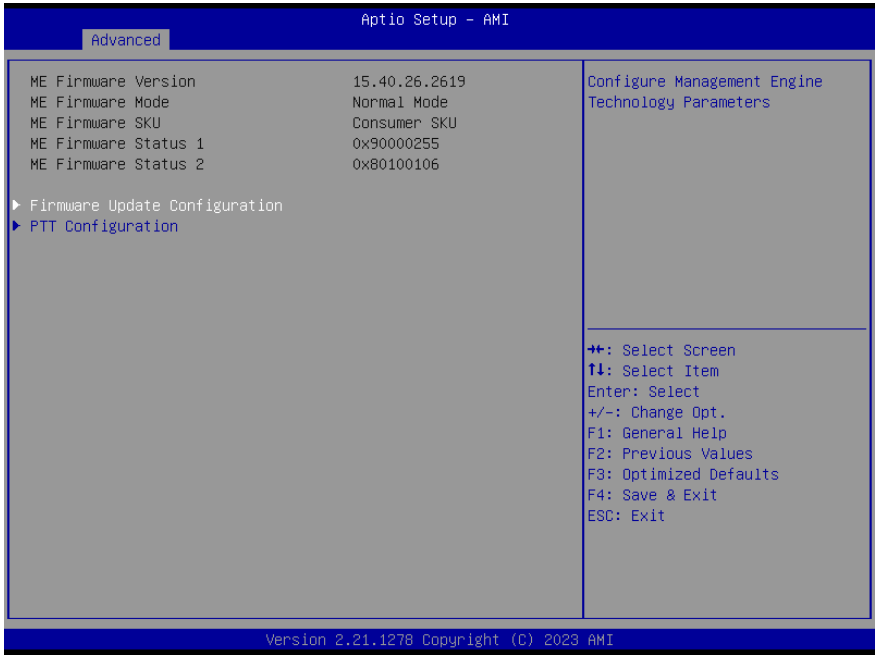 Aptio Setup – AMI
Advanced
ME Firmware Version 15.40.26.2619
ME Firmware Mode Normal Mode
ME Firmware SKU Consumer SKU
ME Firmware Status 1 0x90000255
ME Firmware Status 2 0x80100106
▶ Firmware Update Configuration
▶ PTT Configuration
Configure Management Engine
Technology Parameters
→←: Select Screen
↑↓: Select Item
Enter: Select
+/-: Change Opt.
F1: General Help
F2: Previous Values
F3: Optimized Defaults
F4: Save & Exit
ESC: Exit
Version 2.21.1278 Copyright (C) 2023 AMI